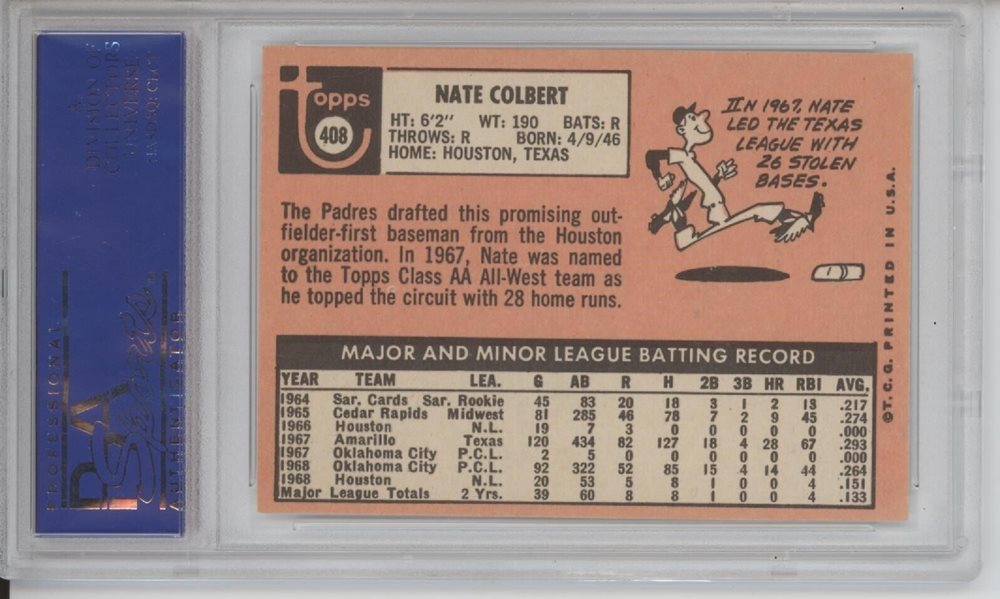 A
DIVISION OF
COLLECTORS
UNIVERSE
NASDAQ: CLCT
PROFESSIONAL
PSA
AUTHENTICATOR
topps
408
NATE COLBERT
HT: 6'2" WT: 190 BATS: R
THROWS: R BORN: 4/9/46
HOME: HOUSTON, TEXAS
IN 1967, NATE
LED THE TEXAS
LEAGUE WITH
26 STOLEN
BASES.
The Padres drafted this promising out-
fielder-first baseman from the Houston
organization. In 1967, Nate was named
to the Topps Class AA All-West team as
he topped the circuit with 28 home runs.
MAJOR AND MINOR LEAGUE BATTING RECORD
YEAR TEAM LEA. G AB R H 2B 3B HR RBI AVG.
1964 Sar. Cards Sar. Rookie 45 83 20 18 3 1 2 13 .217
1965 Cedar Rapids Midwest 81 285 46 78 7 2 9 45 .274
1966 Houston N.L. 19 7 3 0 0 0 0 0 .000
1967 Amarillo Texas 120 434 82 127 18 4 28 67 .293
1967 Oklahoma City P.C.L. 2 5 0 0 0 0 0 0 .000
1968 Oklahoma City P.C.L. 92 322 52 85 15 4 14 44 .264
1968 Houston N.L. 20 53 5 8 1 0 0 4 .151
Major League Totals 2 Yrs. 39 60 8 8 1 0 0 4 .133
©T.C.G. PRINTED IN U.S.A.